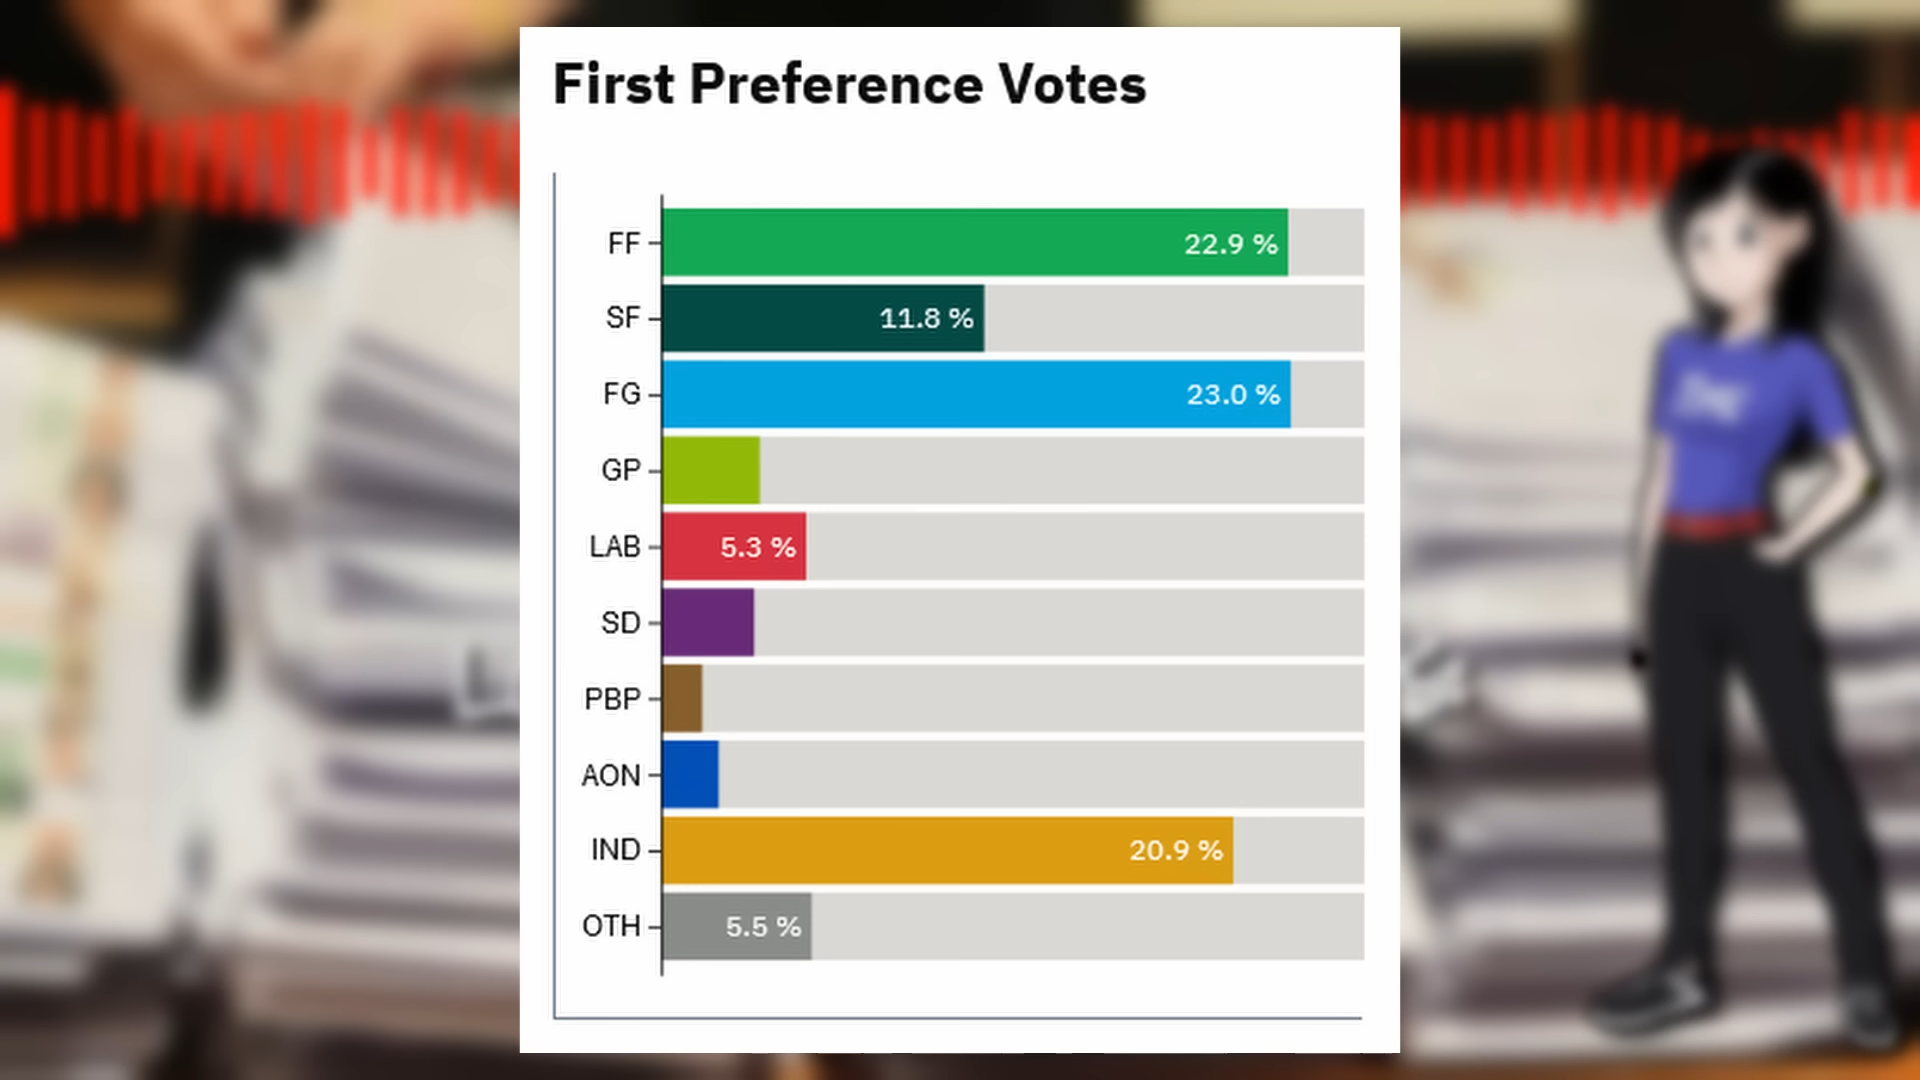 First Preference Votes
FF 22.9 %
SF 11.8 %
FG 23.0 %
GP
LAB 5.3 %
SD
PBP
AON
IND 20.9 %
OTH 5.5 %